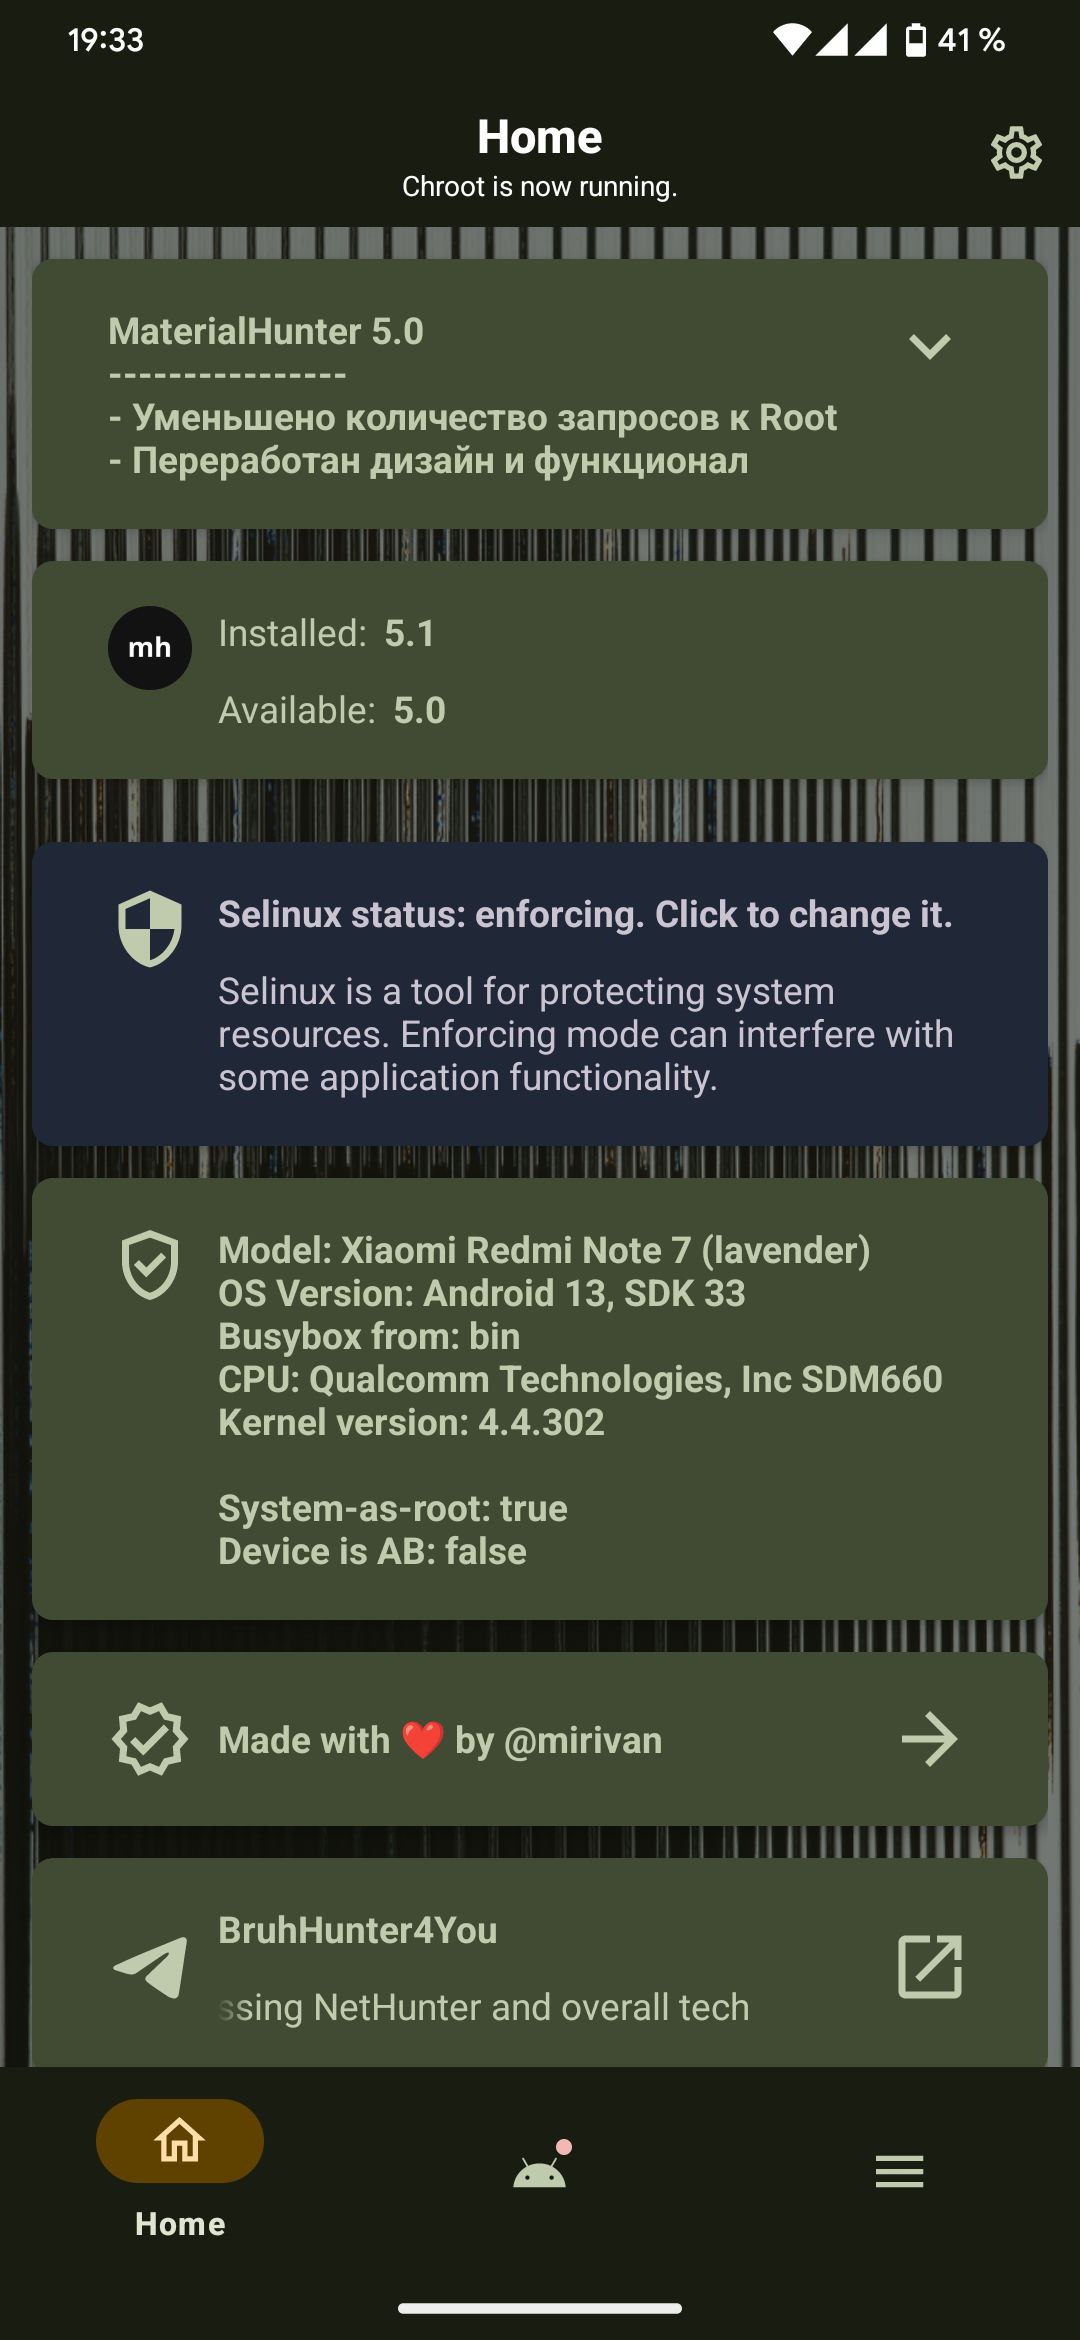 19:33
41 %
Home
Chroot is now running.
MaterialHunter 5.0
----------------
- Уменьшено количество запросов к Root
- Переработан дизайн и функционал
mh
Installed: 5.1
Available: 5.0
Selinux status: enforcing. Click to change it.
Selinux is a tool for protecting system
resources. Enforcing mode can interfere with
some application functionality.
Model: Xiaomi Redmi Note 7 (lavender)
OS Version: Android 13, SDK 33
Busybox from: bin
CPU: Qualcomm Technologies, Inc SDM660
Kernel version: 4.4.302
System-as-root: true
Device is AB: false
Made with ❤️ by @mirivan
BruhHunter4You
ssing NetHunter and overall tech
Home